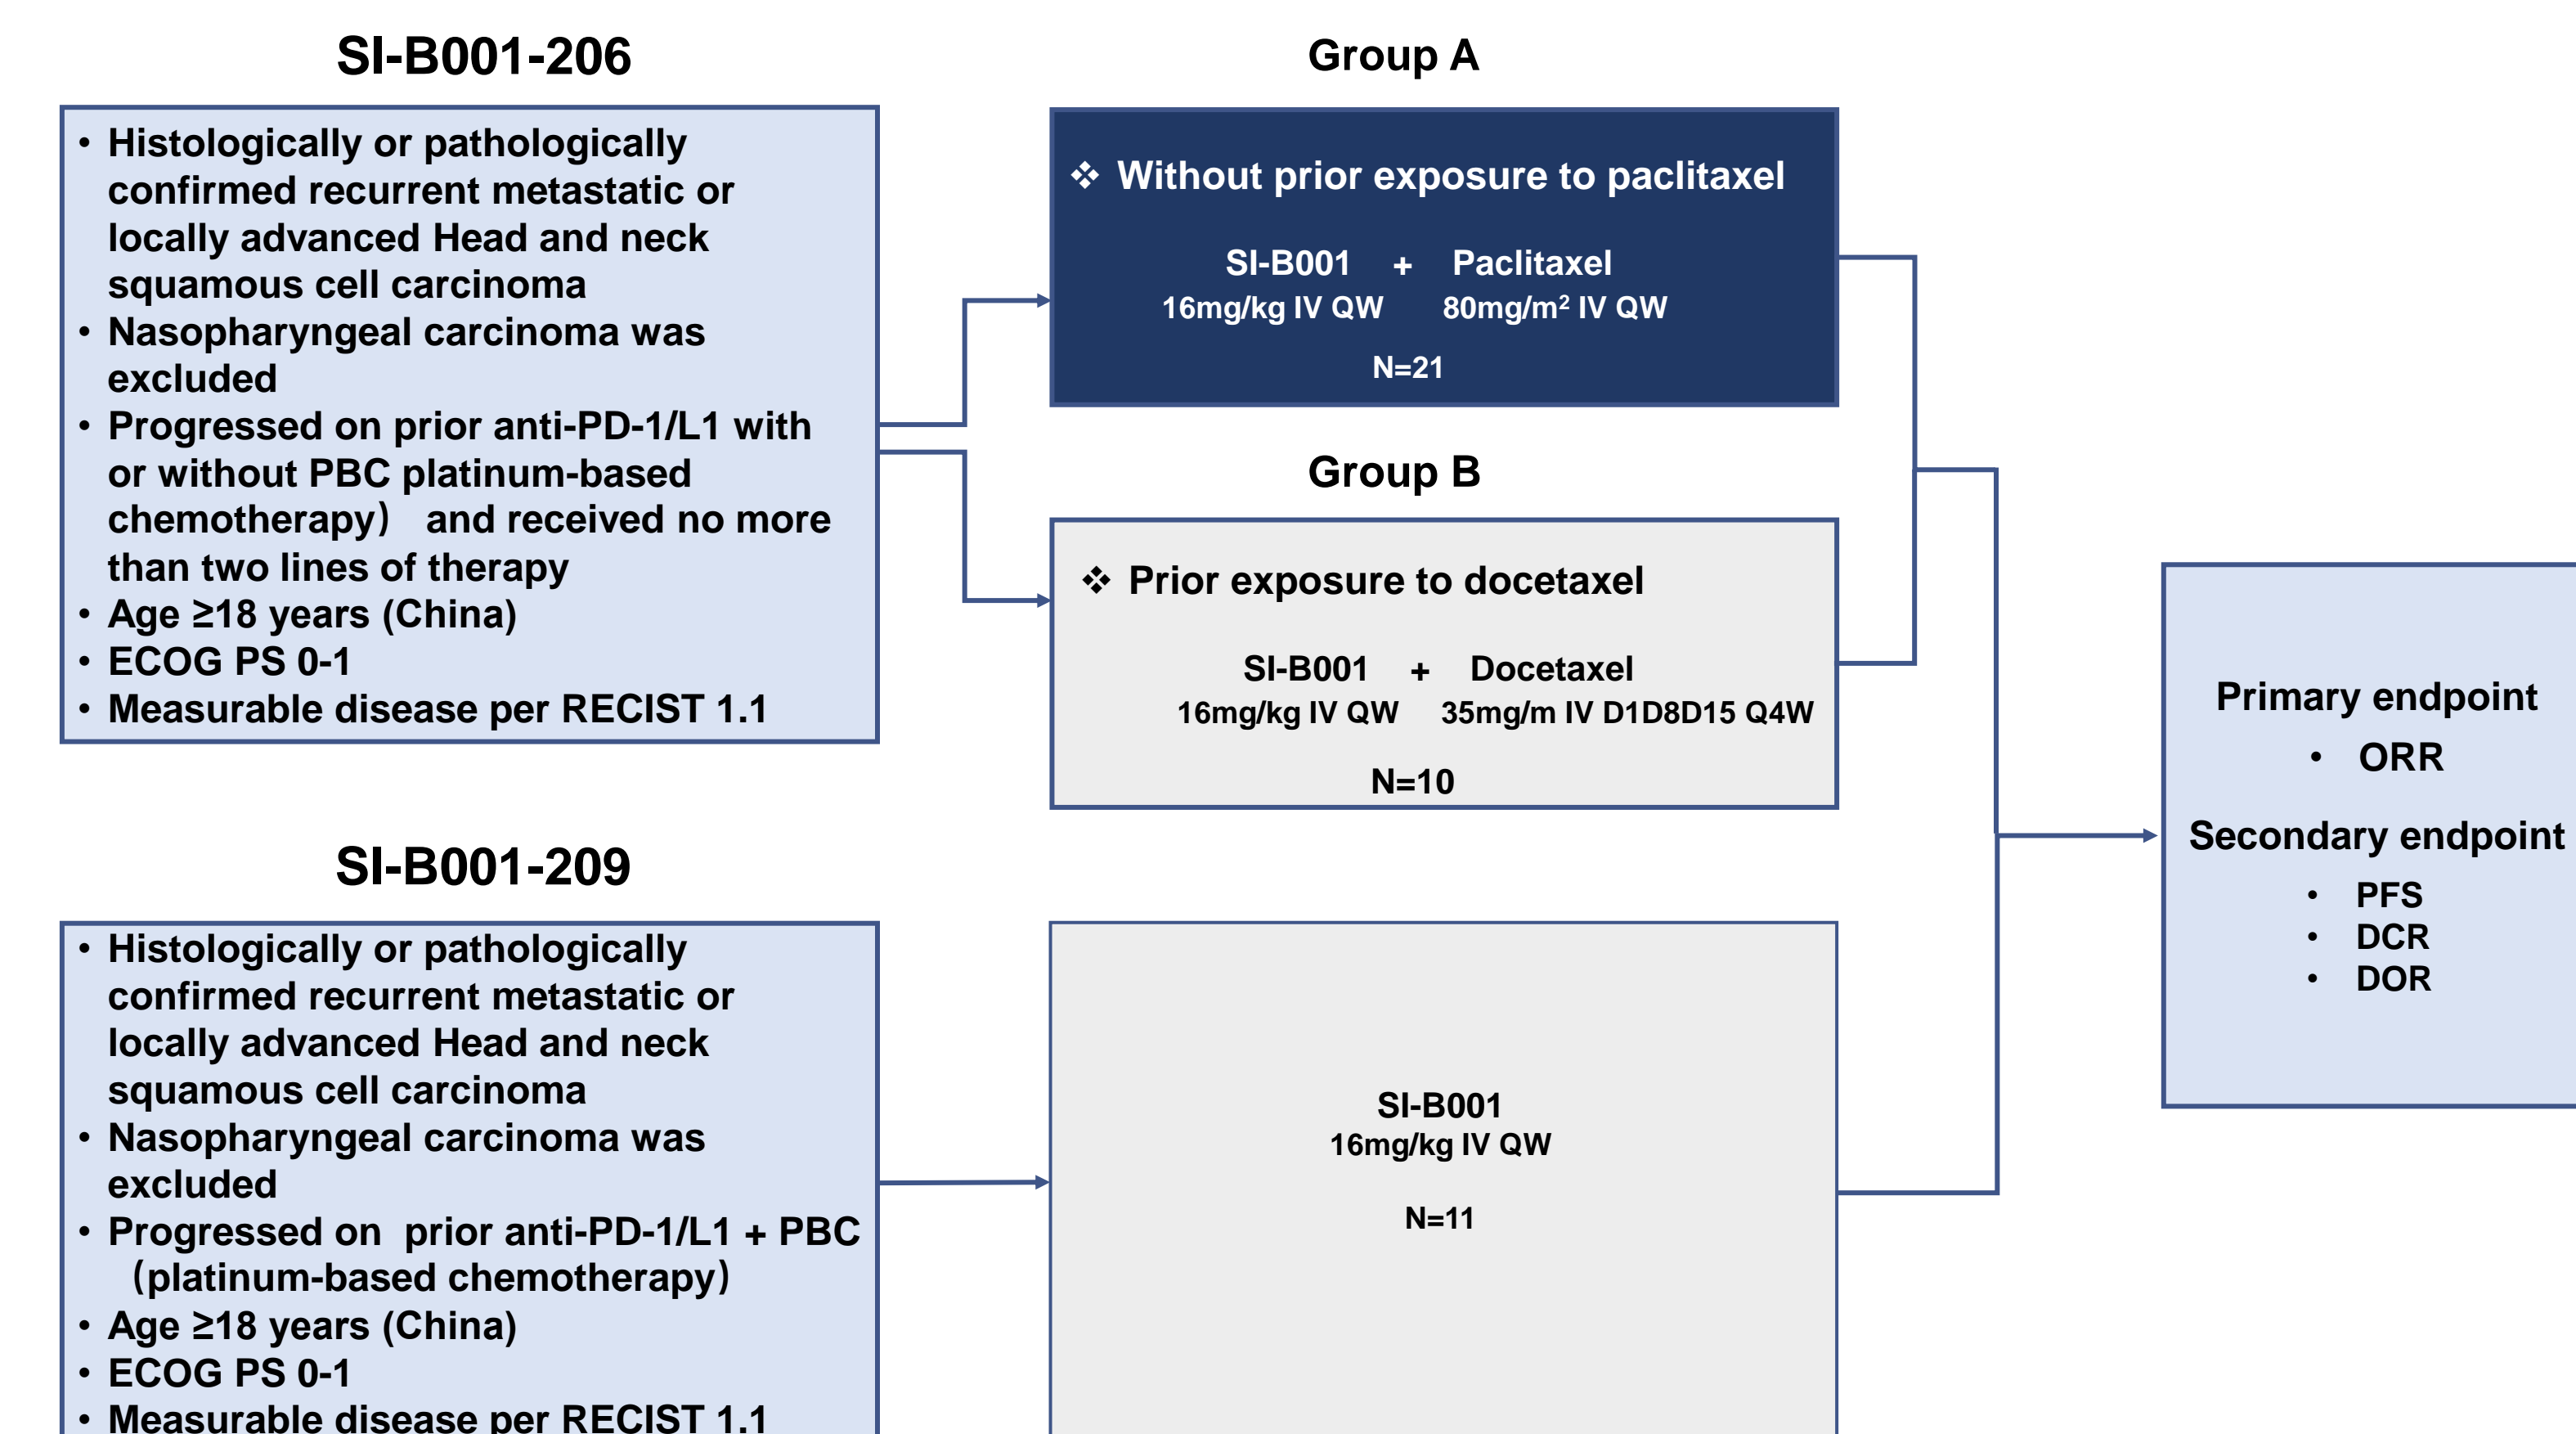 SI-B001-206
• Histologically or pathologically
confirmed recurrent metastatic or
locally advanced Head and neck
squamous cell carcinoma
• Nasopharyngeal carcinoma was
excluded
• Progressed on prior anti-PD-1/L1 with
or without PBC platinum-based
chemotherapy） and received no more
than two lines of therapy
• Age ≥18 years (China)
• ECOG PS 0-1
• Measurable disease per RECIST 1.1
Group A
❖ Without prior exposure to paclitaxel
SI-B001 + Paclitaxel
16mg/kg IV QW 80mg/m² IV QW
N=21
Group B
❖ Prior exposure to docetaxel
SI-B001 + Docetaxel
16mg/kg IV QW 35mg/m IV D1D8D15 Q4W
N=10
SI-B001-209
• Histologically or pathologically
confirmed recurrent metastatic or
locally advanced Head and neck
squamous cell carcinoma
• Nasopharyngeal carcinoma was
excluded
• Progressed on prior anti-PD-1/L1 + PBC
（platinum-based chemotherapy）
• Age ≥18 years (China)
• ECOG PS 0-1
• Measurable disease per RECIST 1.1
SI-B001
16mg/kg IV QW
N=11
Primary endpoint
• ORR
Secondary endpoint
• PFS
• DCR
• DOR